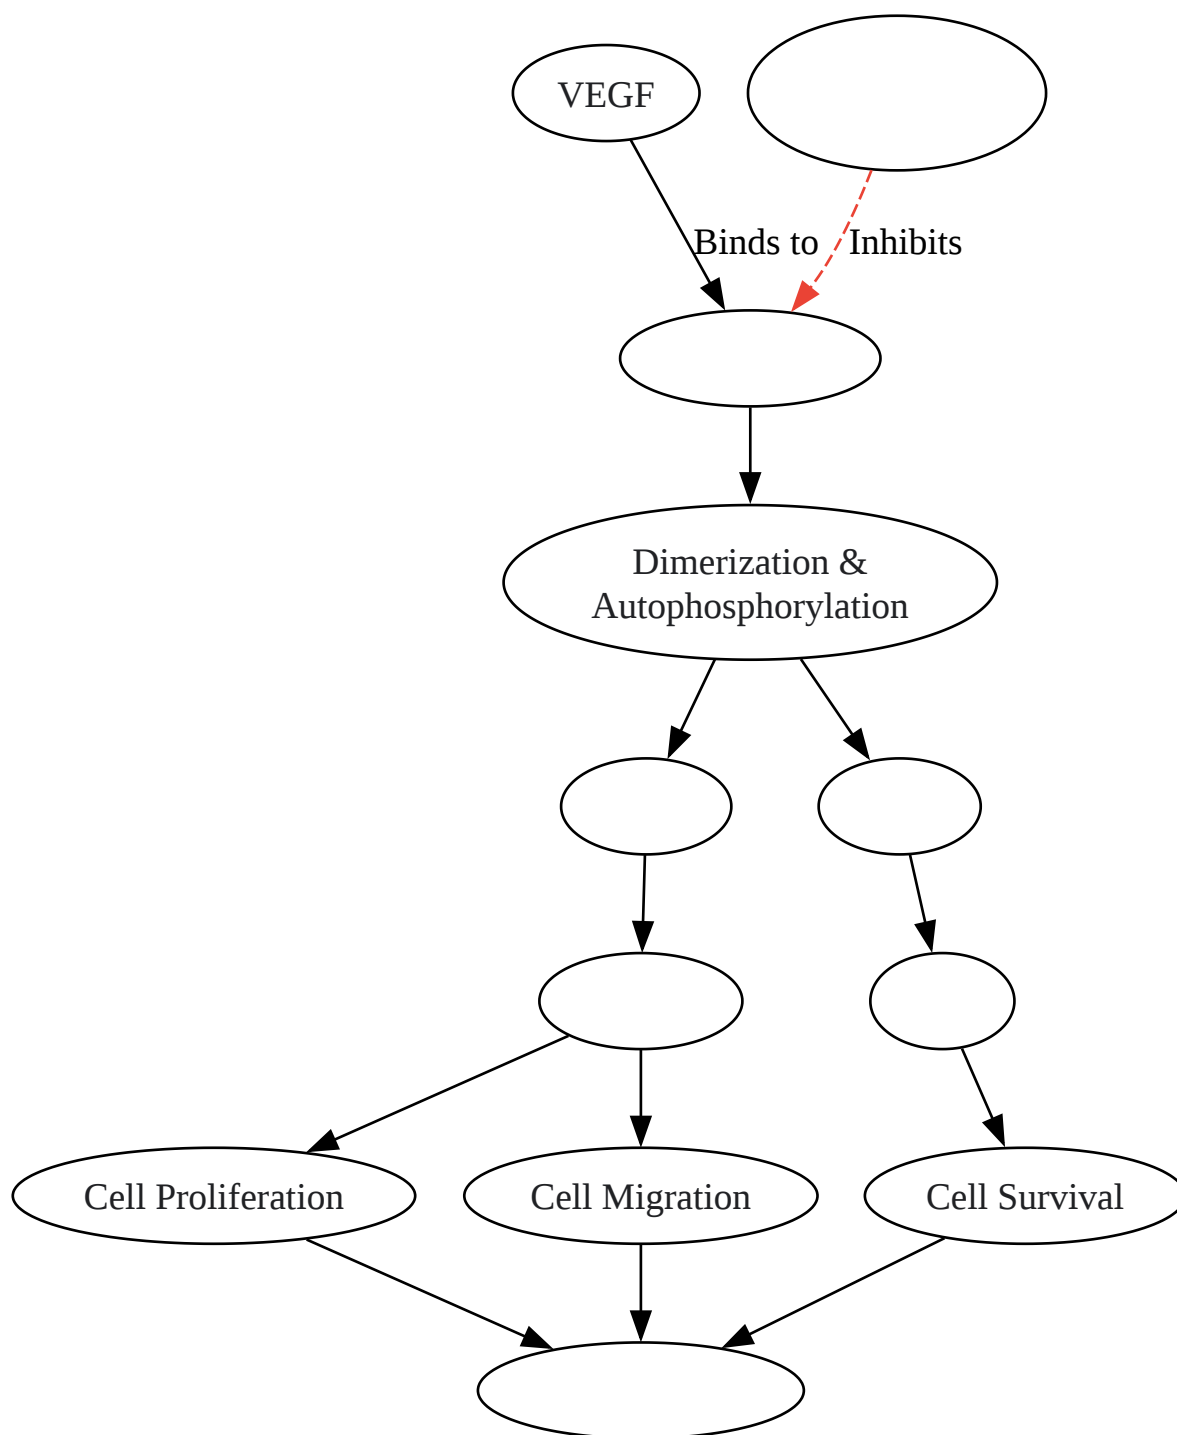 VEGF
Binds to
Inhibits
Dimerization &
Autophosphorylation
Cell Proliferation
Cell Migration
Cell Survival